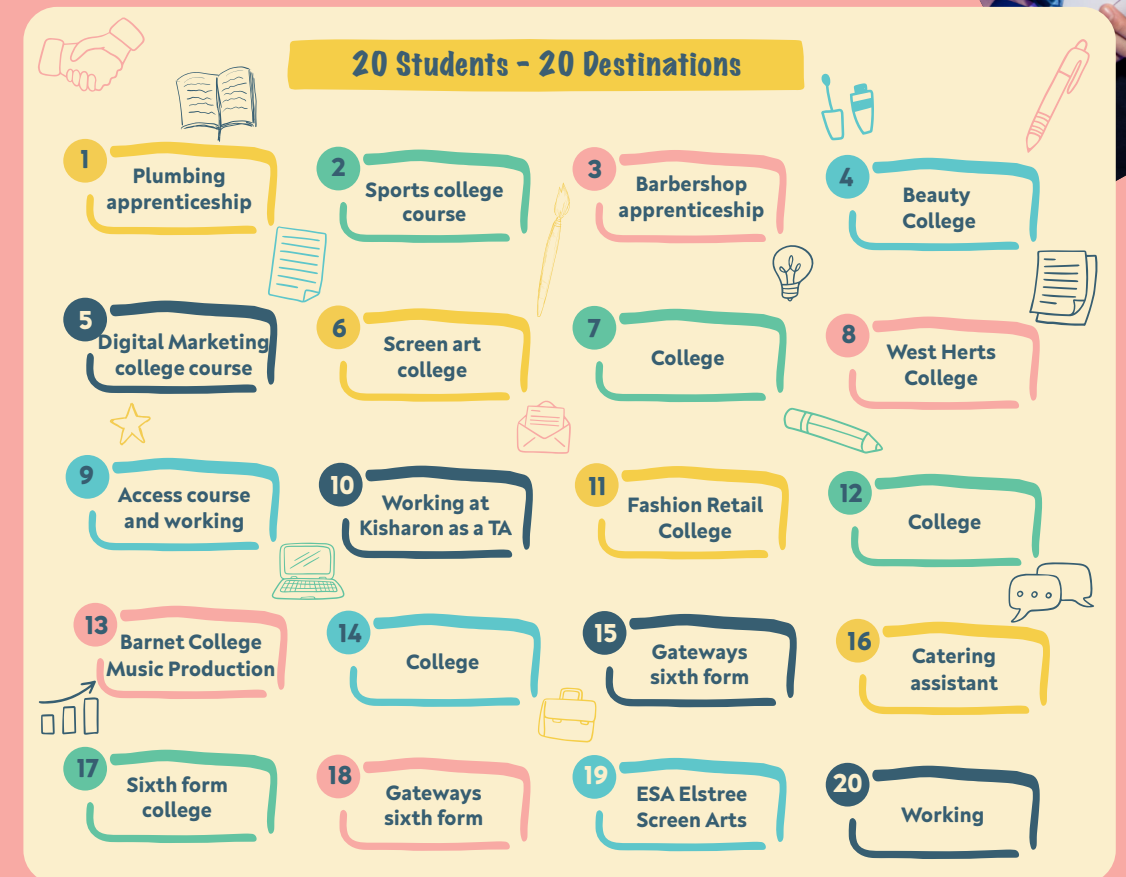 20 Students - 20 Destinations
1
Plumbing
apprenticeship
2
Sports college
course
3
Barbershop
apprenticeship
4
Beauty
College
5
Digital Marketing
college course
6
Screen art
college
7
College
8
West Herts
College
9
Access course
and working
10
Working at
Kisharon as a TA
11
Fashion Retail
College
12
College
13
Barnet College
Music Production
14
College
15
Gateways
sixth form
16
Catering
assistant
17
Sixth form
college
18
Gateways
sixth form
19
ESA Elstree
Screen Arts
20
Working